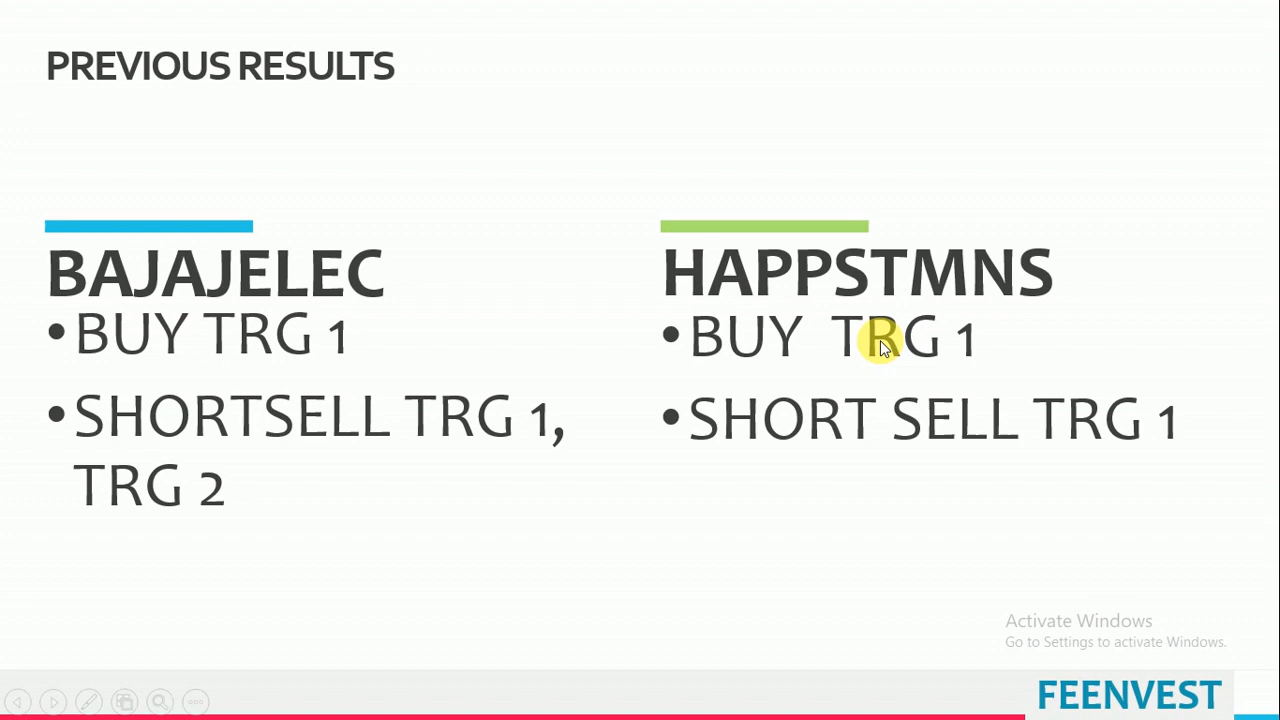 PREVIOUS RESULTS
BAJAJELEC
•BUY TRG 1
•SHORTSELL TRG 1,
TRG 2
HAPPSTMNS
•BUY TRG 1
•SHORT SELL TRG 1
Activate Windows
Go to Settings to activate Windows.
FEENVEST